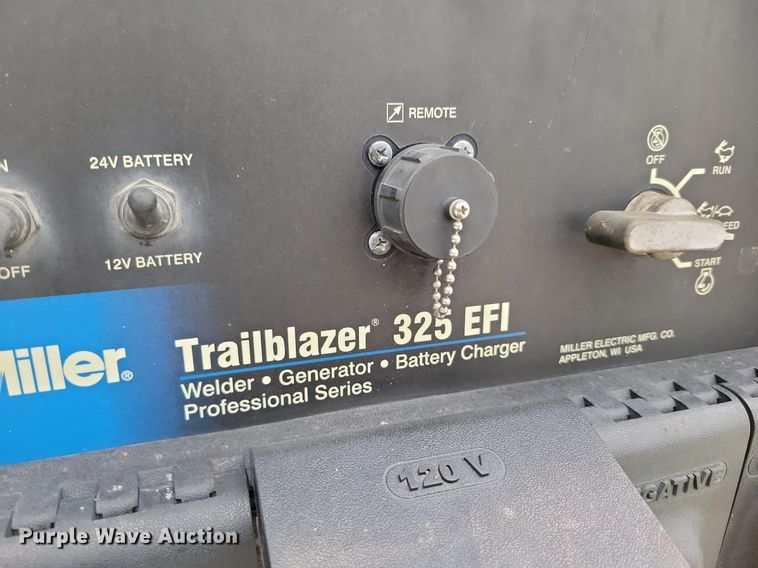 REMOTE
24V BATTERY
OFF
RUN
OFF
12V BATTERY
START
Miller®
Trailblazer® 325 EFI
Welder • Generator • Battery Charger
Professional Series
MILLER ELECTRIC MFG. CO.
APPLETON, WI USA
120 V
Purple Wave Auction